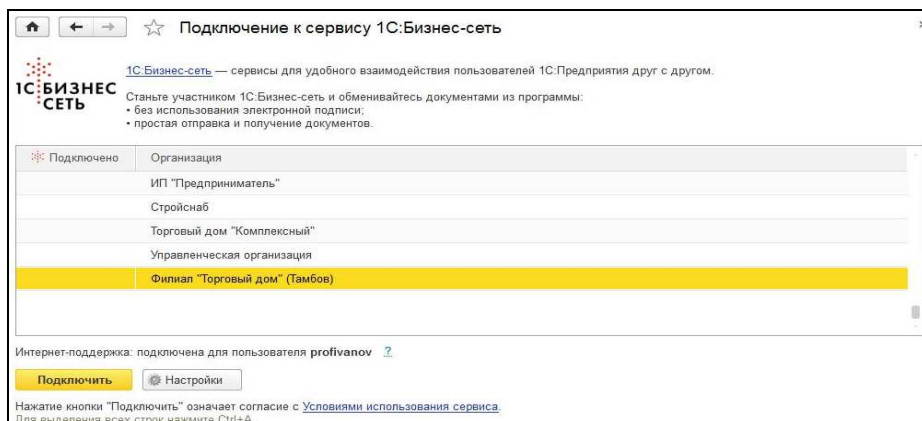 Подключение к сервису 1С:Бизнес-сеть
1С:БИЗНЕС
СЕТЬ
1С:Бизнес-сеть — сервисы для удобного взаимодействия пользователей 1С:Предприятия друг с другом.
Станьте участником 1С:Бизнес-сеть и обменивайтесь документами из программы:
• без использования электронной подписи;
• простая отправка и получение документов.
Подключено Организация
ИП "Предприниматель"
Стройснаб
Торговый дом "Комплексный"
Управленческая организация
Филиал "Торговый дом" (Тамбов)
Интернет-поддержка: подключена для пользователя profivanov ?
Подключить Настройки
Нажатие кнопки "Подключить" означает согласие с Условиями использования сервиса.
Для выделения всех строк нажмите Ctrl+A